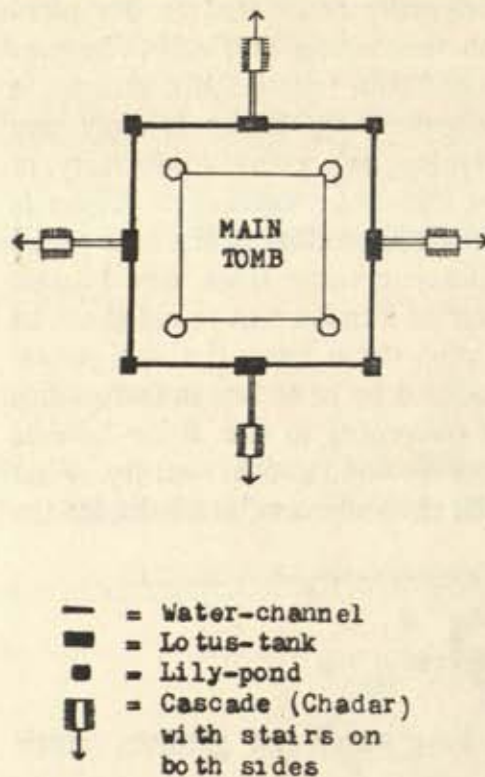 MAIN
TOMB
= Water-channel
= Lotus-tank
= Lily-pond
= Cascade (Chadar)
with stairs on
both sides